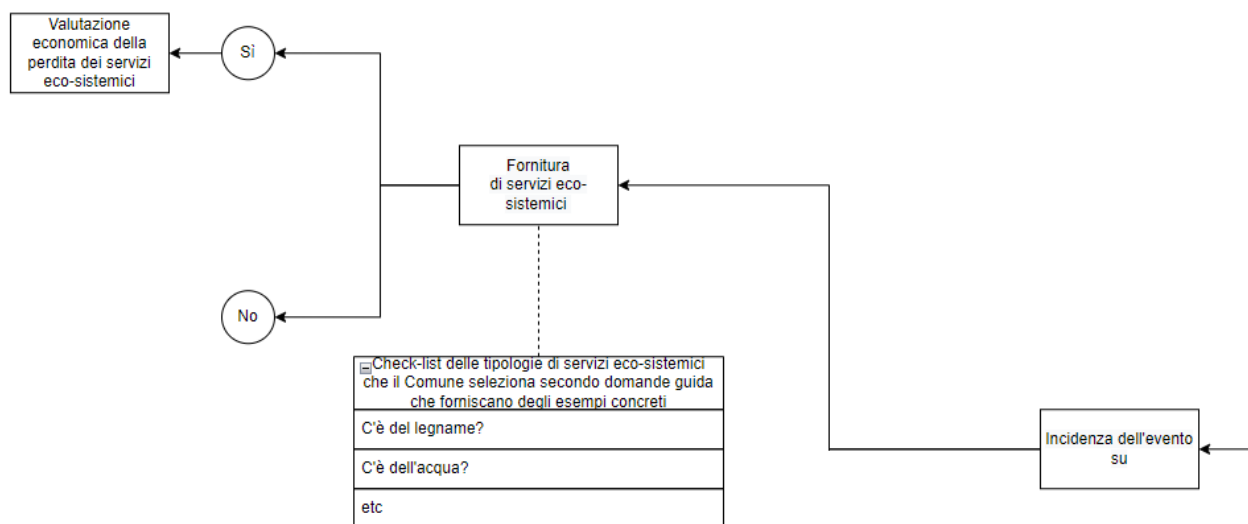 Valutazione
economica della
perdita dei servizi
eco-sistemici
Sì
Fornitura
di servizi eco-
sistemici
No
Check-list delle tipologie di servizi eco-sistemici
che il Comune seleziona secondo domande guida
che forniscano degli esempi concreti
C'è del legname?
C'è dell'acqua?
etc
Incidenza dell'evento
su